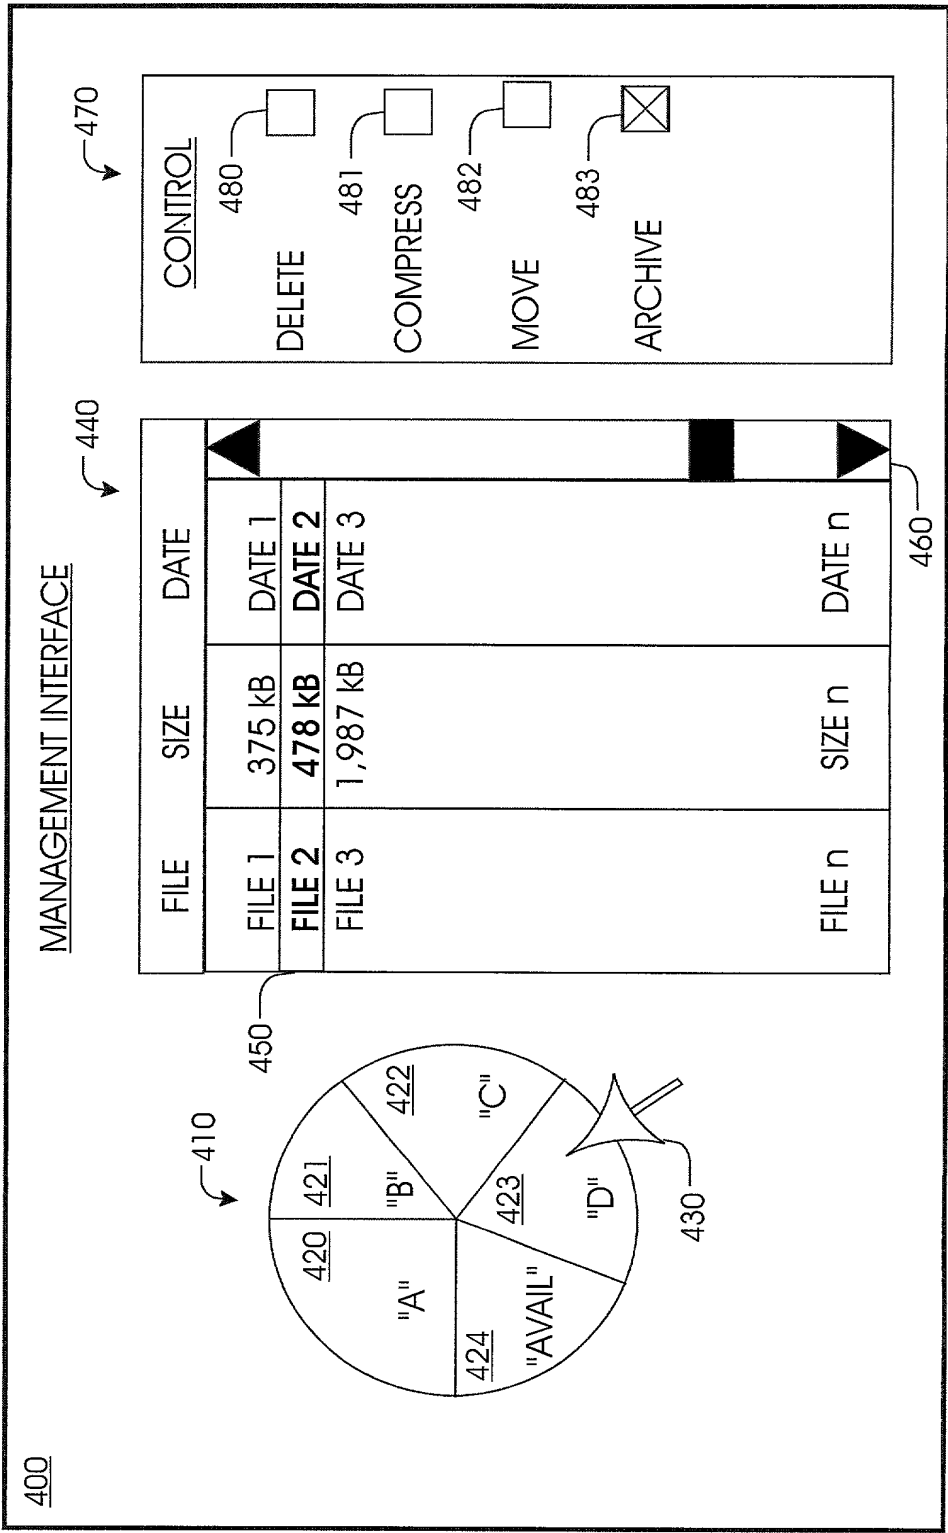 400
MANAGEMENT INTERFACE
410
420
421
"A"
"B"
422
"C"
423
"D"
424
"AVAIL"
430
440
FILE SIZE DATE
FILE 1 375 kB DATE 1
450
FILE 2 478 kB DATE 2
FILE 3 1,987 kB DATE 3
FILE n SIZE n DATE n
460
470
CONTROL
480
DELETE
481
COMPRESS
482
MOVE
483
ARCHIVE